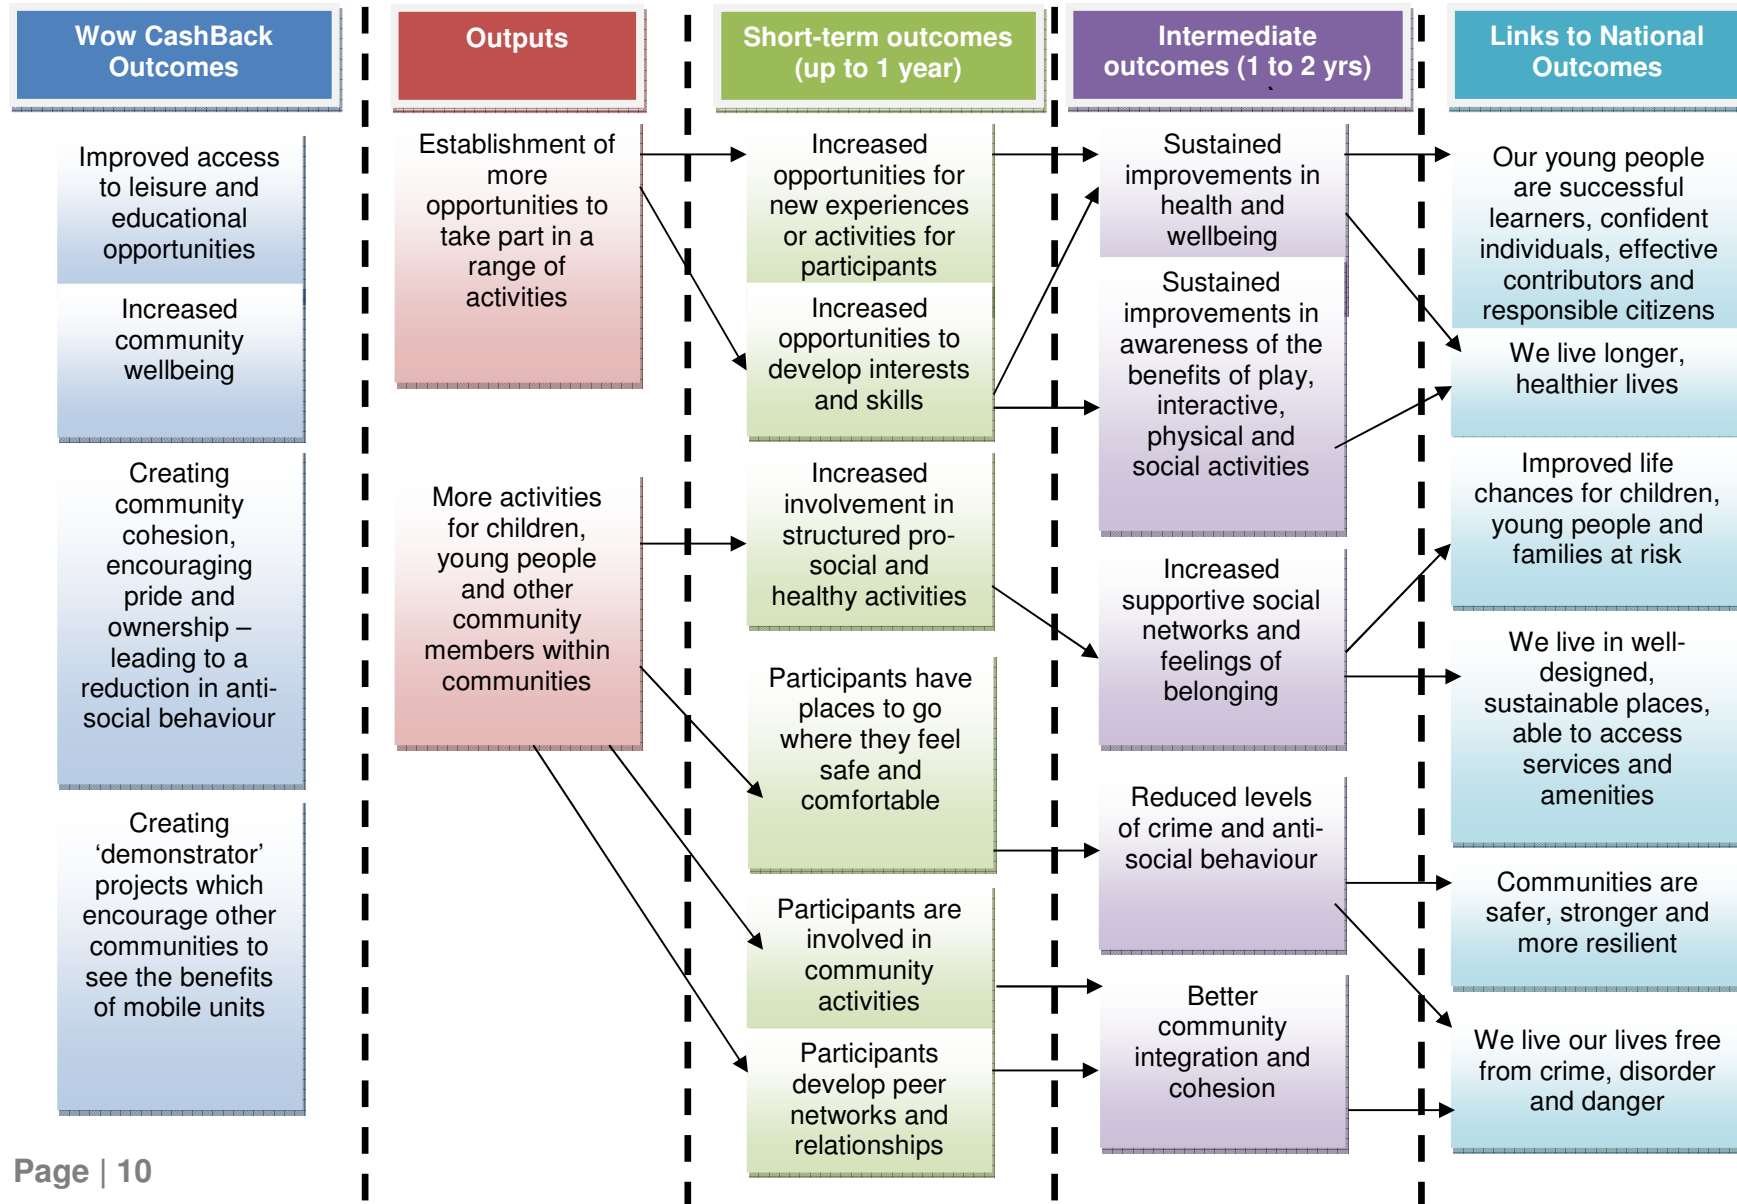 Wow CashBack
Outcomes
Outputs
Short-term outcomes
(up to 1 year)
Intermediate
outcomes (1 to 2 yrs)
Links to National
Outcomes
Improved access
to leisure and
educational
opportunities
Increased
community
wellbeing
Creating
community
cohesion,
encouraging
pride and
ownership –
leading to a
reduction in anti-
social behaviour
Creating
‘demonstrator’
projects which
encourage other
communities to
see the benefits
of mobile units
Establishment of
more
opportunities to
take part in a
range of
activities
More activities
for children,
young people
and other
community
members within
communities
Increased
opportunities for
new experiences
or activities for
participants
Increased
opportunities to
develop interests
and skills
Increased
involvement in
structured pro-
social and
healthy activities
Participants have
places to go
where they feel
safe and
comfortable
Participants are
involved in
community
activities
Participants
develop peer
networks and
relationships
Sustained
improvements in
health and
wellbeing
Sustained
improvements in
awareness of the
benefits of play,
interactive,
physical and
social activities
Increased
supportive social
networks and
feelings of
belonging
Reduced levels
of crime and anti-
social behaviour
Better
community
integration and
cohesion
Our young people
are successful
learners, confident
individuals, effective
contributors and
responsible citizens
We live longer,
healthier lives
Improved life
chances for children,
young people and
families at risk
We live in well-
designed,
sustainable places,
able to access
services and
amenities
Communities are
safer, stronger and
more resilient
We live our lives free
from crime, disorder
and danger
Page | 10